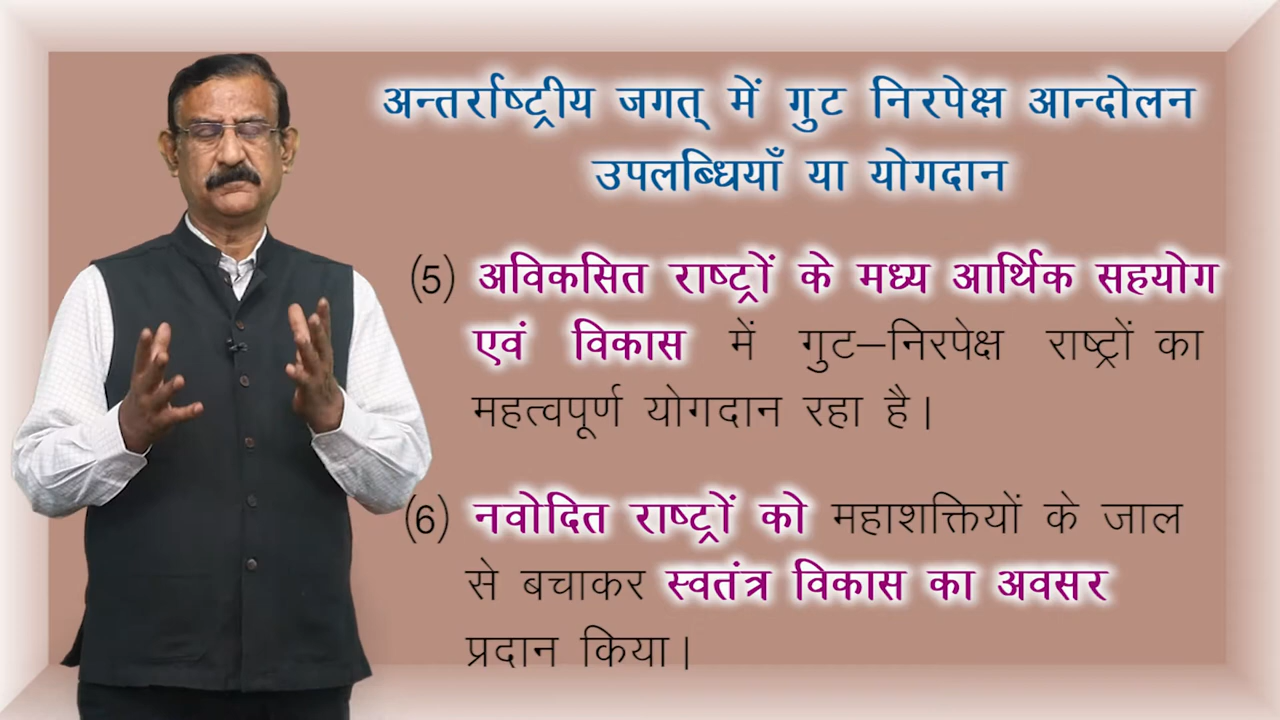 अन्तर्राष्ट्रीय जगत् में गुट निरपेक्ष आन्दोलन
उपलब्धियाँ या योगदान
(5) अविकसित राष्ट्रों के मध्य आर्थिक सहयोग
एवं विकास में गुट–निरपेक्ष राष्ट्रों का
महत्वपूर्ण योगदान रहा है।
(6) नवोदित राष्ट्रों को महाशक्तियों के जाल
से बचाकर स्वतंत्र विकास का अवसर
प्रदान किया।